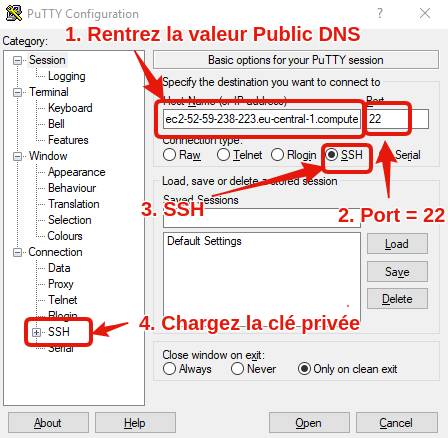 PuTTY Configuration
1. Rentrez la valeur Public DNS
Category:
Session
Logging
Terminal
Keyboard
Bell
Features
Window
Appearance
Behaviour
Translation
Selection
Colours
Connection
Data
Proxy
Telnet
Rlogin
SSH
Serial
Basic options for your PuTTY session
Specify the destination you want to connect to
Host Name (or IP address)
Port
ec2-52-59-238-223.eu-central-1.compute
22
Connection type:
Raw
Telnet
Rlogin
SSH
Serial
Load, save or delete a stored session
Saved Sessions
3. SSH
2. Port = 22
Default Settings
Load
Save
Delete
4. Chargez la clé privée
Close window on exit:
Always
Never
Only on clean exit
About
Help
Open
Cancel